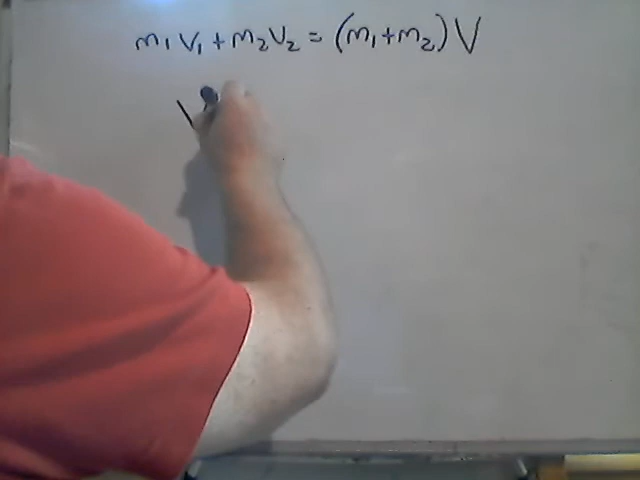 m₁ v₁ + m₂ v₂ = (m₁ + m₂) V